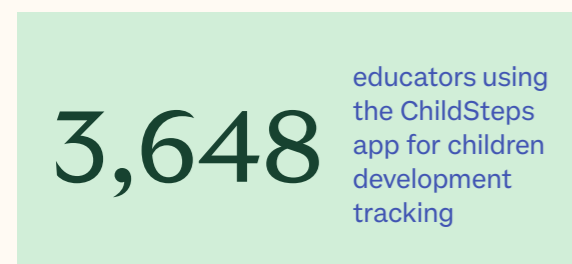 3,648
educators using
the ChildSteps
app for children
development
tracking